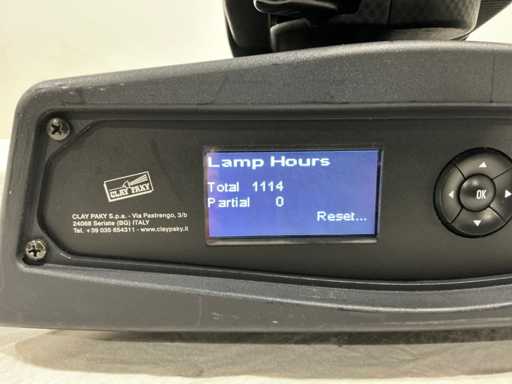 Lamp Hours
Total 1114
Partial 0
Reset...
CLAY PAKY
CLAY PAKY S.p.a. - Via Pastrengo, 3/b
24068 Seriate (BG) ITALY
Tel. +39 035 654311 - www.claypaky.it
OK